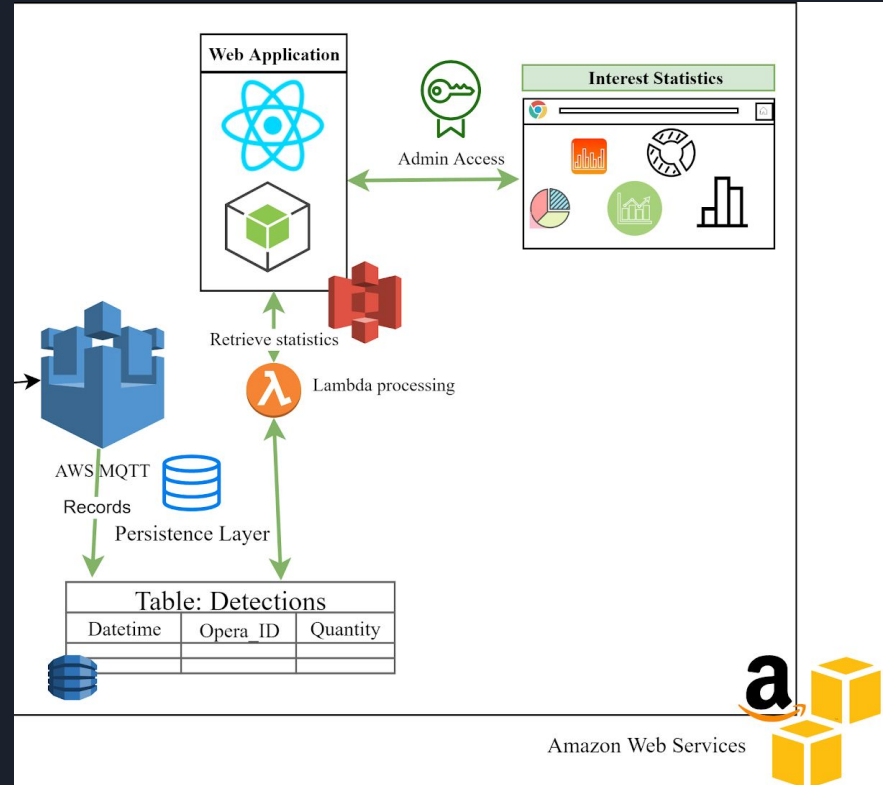 Web Application
Interest Statistics
Admin Access
Retrieve statistics
Lambda processing
AWS MQTT
Records
Persistence Layer
Table: Detections
Datetime Opera_ID Quantity
a
Amazon Web Services